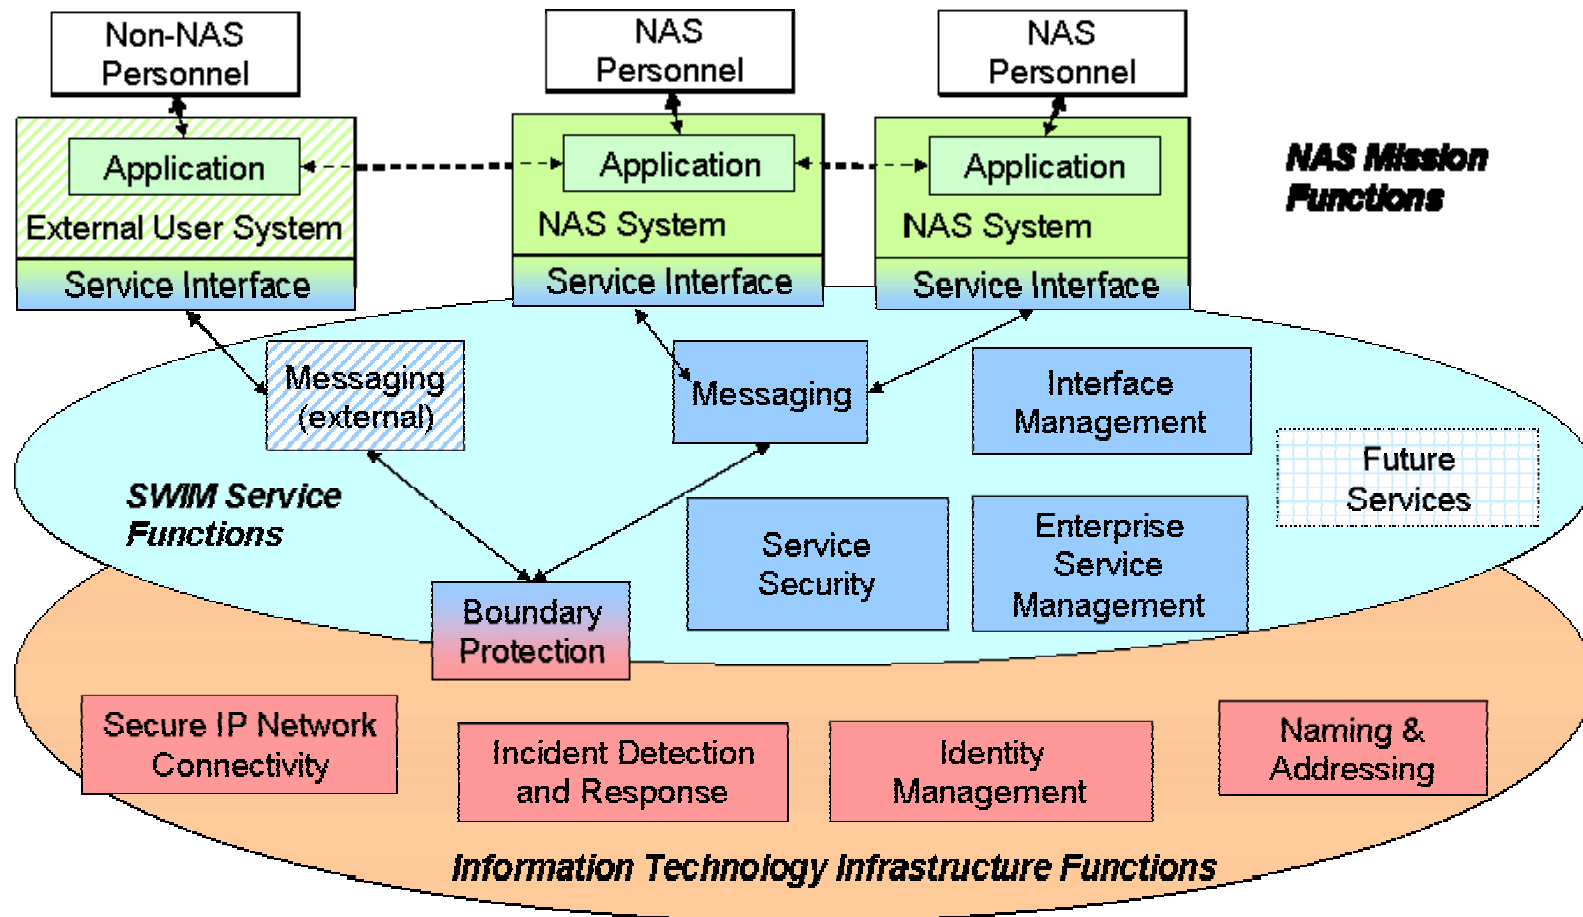 Non-NAS
Personnel
NAS
Personnel
NAS
Personnel
Application
External User System
Service Interface
Application
NAS System
Service Interface
Application
NAS System
Service Interface
NAS Mission
Functions
Messaging
(external)
Messaging
Interface
Management
Future
Services
SWIM Service
Functions
Service
Security
Enterprise
Service
Management
Boundary
Protection
Secure IP Network
Connectivity
Incident Detection
and Response
Identity
Management
Naming &
Addressing
Information Technology Infrastructure Functions